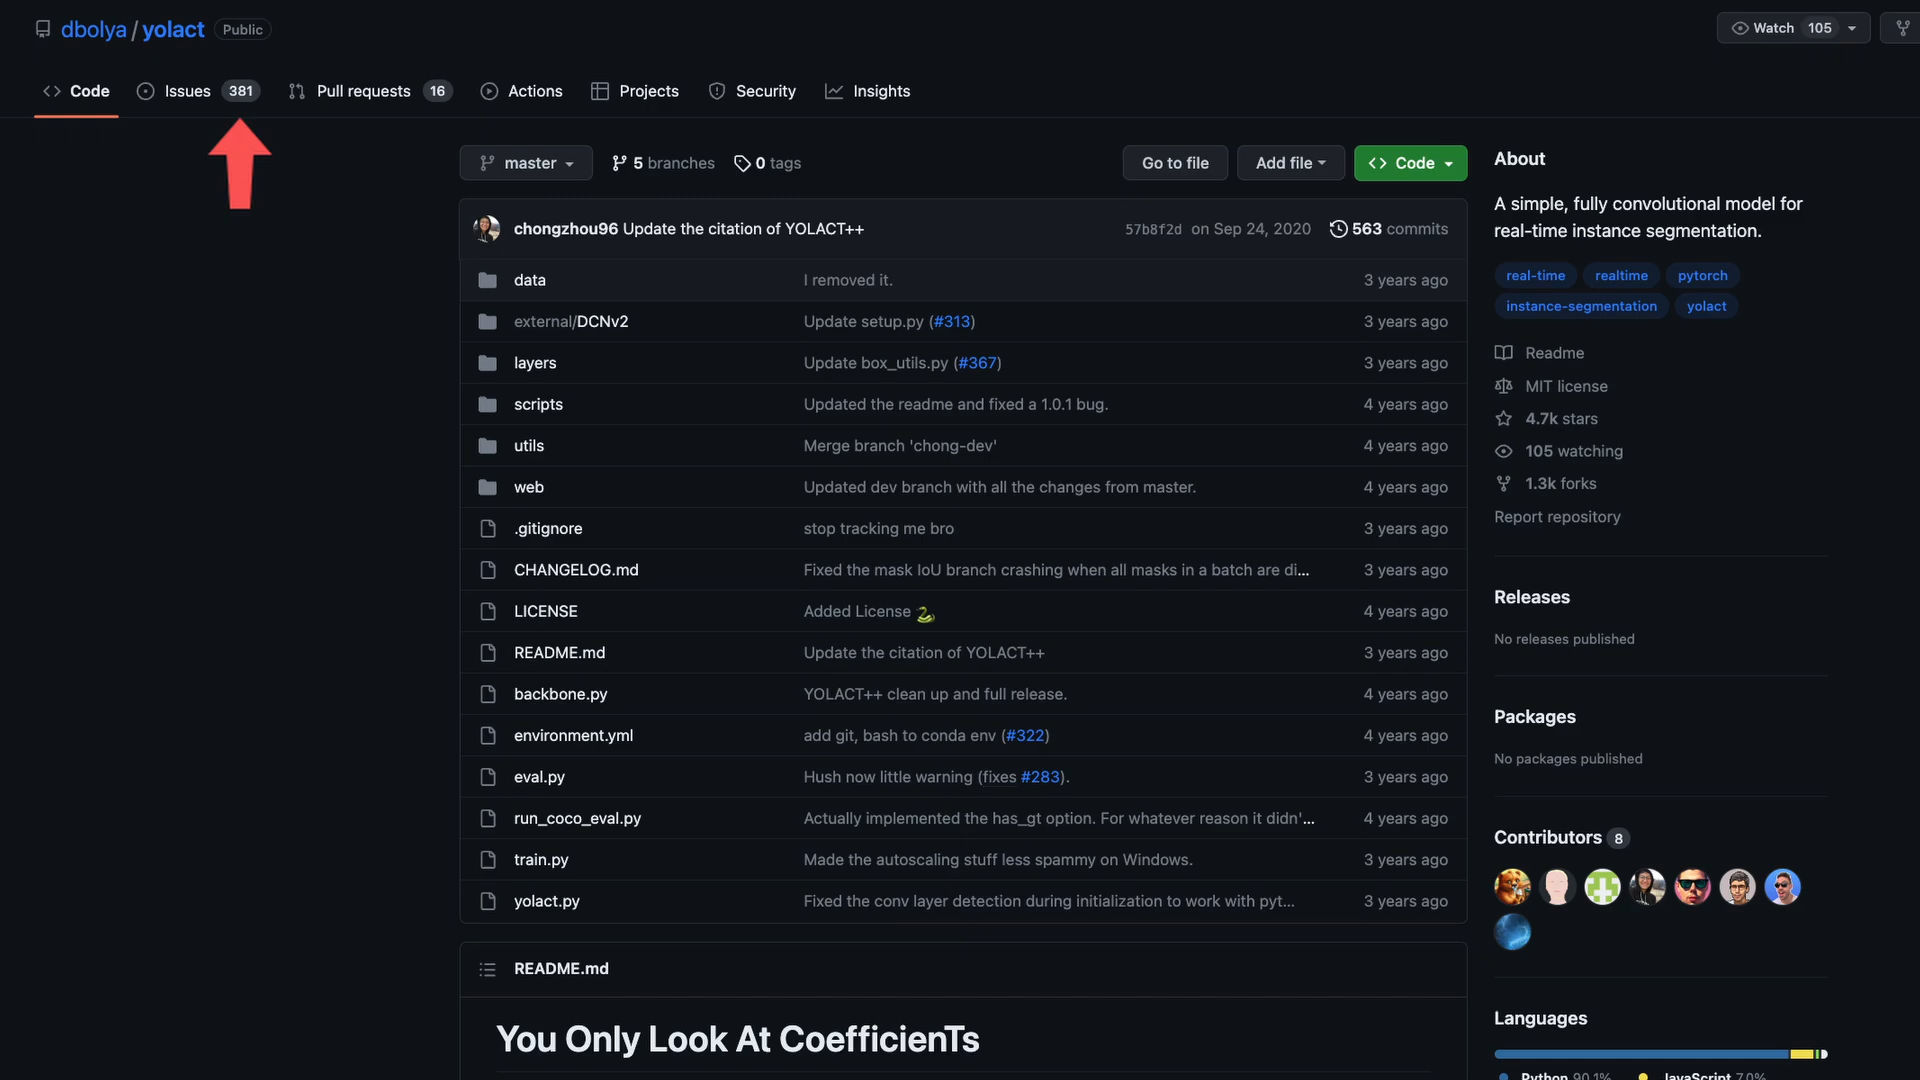 dbolya / yolact Public
Watch 105
Code Issues 381 Pull requests 16 Actions Projects Security Insights
master 5 branches 0 tags Go to file Add file Code
chongzhou96 Update the citation of YOLACT++ 57b8f2d on Sep 24, 2020 563 commits
data I removed it. 3 years ago
external/DCNv2 Update setup.py (#313) 3 years ago
layers Update box_utils.py (#367) 3 years ago
scripts Updated the readme and fixed a 1.0.1 bug. 4 years ago
utils Merge branch 'chong-dev' 4 years ago
web Updated dev branch with all the changes from master. 4 years ago
.gitignore stop tracking me bro 3 years ago
CHANGELOG.md Fixed the mask IoU branch crashing when all masks in a batch are di... 3 years ago
LICENSE Added License 🐍 4 years ago
README.md Update the citation of YOLACT++ 3 years ago
backbone.py YOLACT++ clean up and full release. 4 years ago
environment.yml add git, bash to conda env (#322) 4 years ago
eval.py Hush now little warning (fixes #283). 3 years ago
run_coco_eval.py Actually implemented the has_gt option. For whatever reason it didn'... 4 years ago
train.py Made the autoscaling stuff less spammy on Windows. 3 years ago
yolact.py Fixed the conv layer detection during initialization to work with pyt... 3 years ago
README.md
You Only Look At CoefficienTs
About
A simple, fully convolutional model for
real-time instance segmentation.
real-time realtime pytorch
instance-segmentation yolact
Readme
MIT license
4.7k stars
105 watching
1.3k forks
Report repository
Releases
No releases published
Packages
No packages published
Contributors 8
Languages
Python 90.1% JavaScript 7.0%